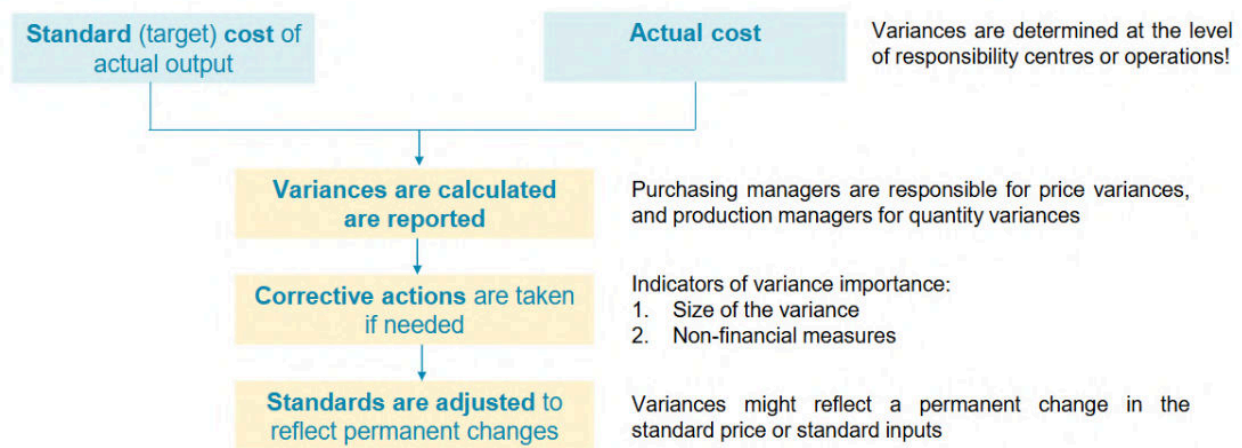 Standard (target) cost of
actual output
Actual cost
Variances are determined at the level
of responsibility centres or operations!
Variances are calculated
are reported
Purchasing managers are responsible for price variances,
and production managers for quantity variances
Corrective actions are taken
if needed
Indicators of variance importance:
1. Size of the variance
2. Non-financial measures
Standards are adjusted to
reflect permanent changes
Variances might reflect a permanent change in the
standard price or standard inputs